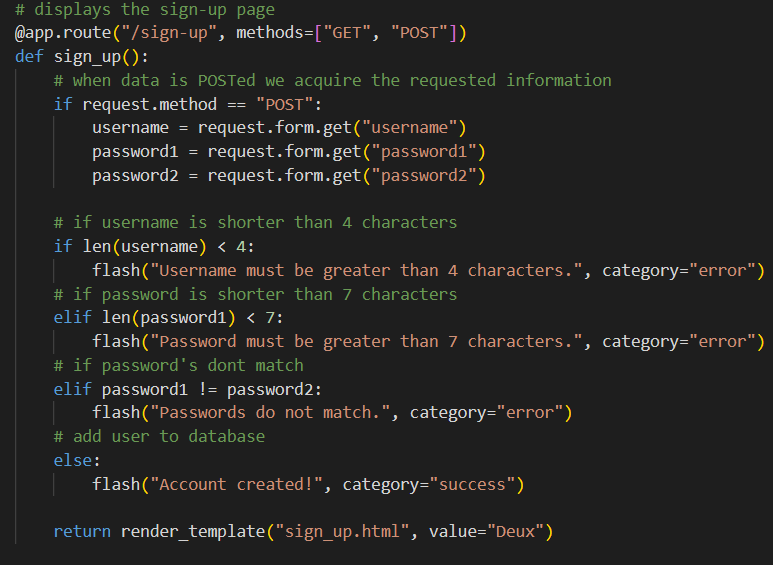 # displays the sign-up page
@app.route("/sign-up", methods=["GET", "POST"])
def sign_up():
    # when data is POSTed we acquire the requested information
    if request.method == "POST":
        username = request.form.get("username")
        password1 = request.form.get("password1")
        password2 = request.form.get("password2")

    # if username is shorter than 4 characters
    if len(username) < 4:
        flash("Username must be greater than 4 characters.", category="error")
    # if password is shorter than 7 characters
    elif len(password1) < 7:
        flash("Password must be greater than 7 characters.", category="error")
    # if password's dont match
    elif password1 != password2:
        flash("Passwords do not match.", category="error")
    # add user to database
    else:
        flash("Account created!", category="success")

    return render_template("sign_up.html", value="Deux")